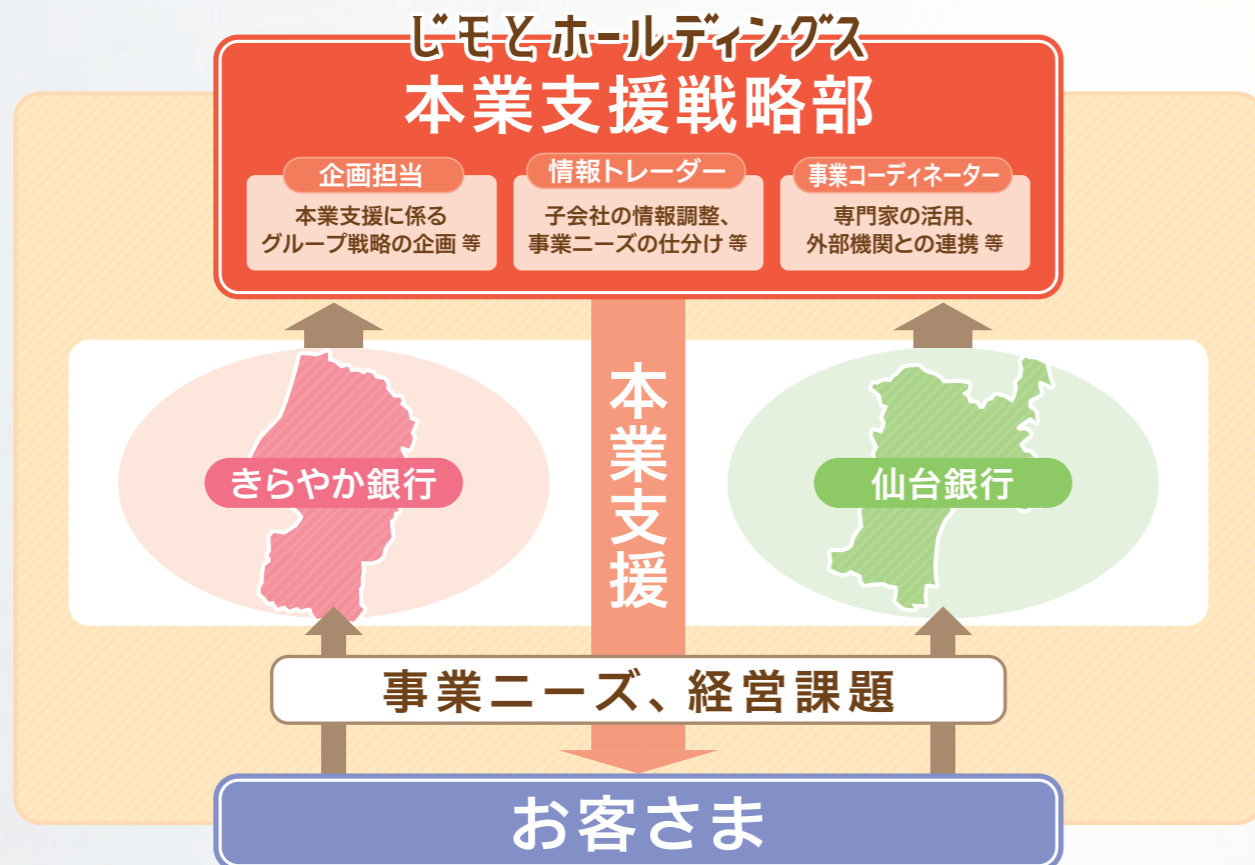 じモとホールディングス
本業支援戦略部
企画担当
本業支援に係る
グループ戦略の企画 等
情報トレーダー
子会社の情報調整、
事業ニーズの仕分け 等
事業コーディネーター
専門家の活用、
外部機関との連携 等
きらやか銀行
本業支援
仙台銀行
事業ニーズ、経営課題
お客さま